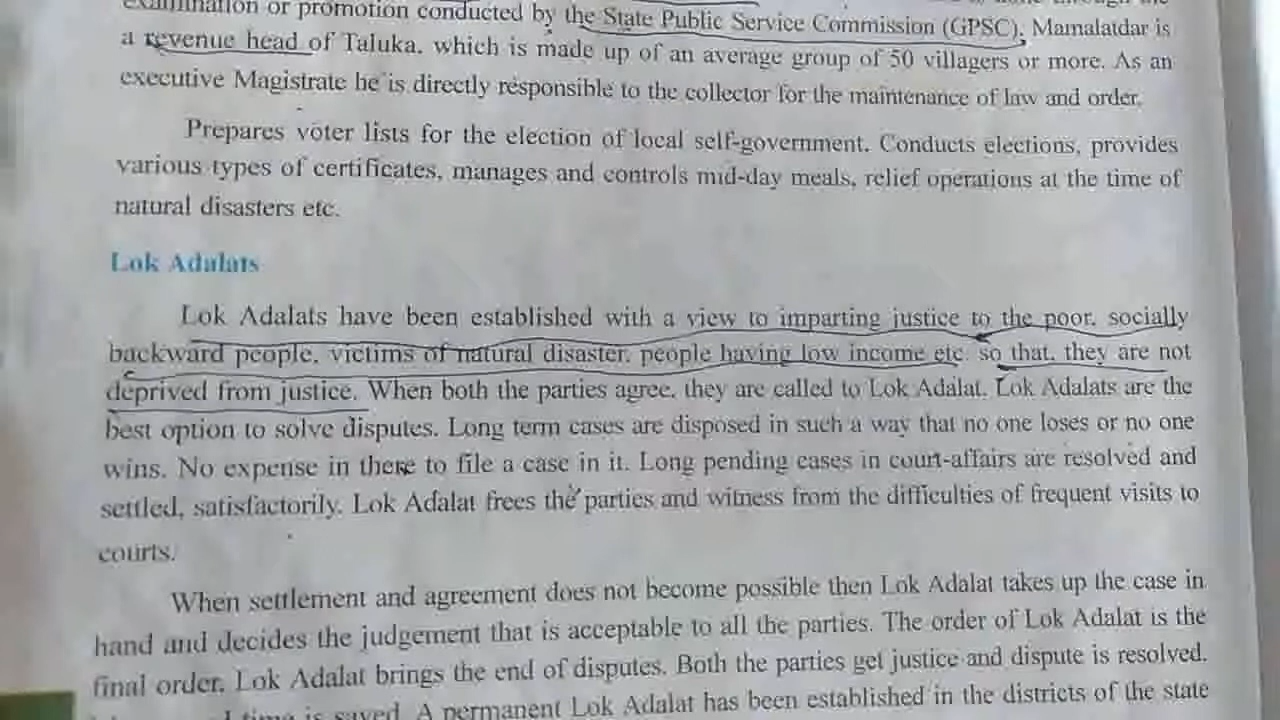 examination or promotion conducted by the State Public Service Commission (GPSC), Mamalatdar is
a revenue head of Taluka, which is made up of an average group of 50 villagers or more. As an
executive Magistrate he is directly responsible to the collector for the maintenance of law and order.
Prepares voter lists for the election of local self-government. Conducts elections, provides
various types of certificates, manages and controls mid-day meals, relief operations at the time of
natural disasters etc.
Lok Adalats
Lok Adalats have been established with a view to imparting justice to the poor, socially
backward people, victims of natural disaster, people having low income etc. so that, they are not
deprived from justice. When both the parties agree, they are called to Lok Adalat. Lok Adalats are the
best option to solve disputes. Long term cases are disposed in such a way that no one loses or no one
wins. No expense in there to file a case in it. Long pending cases in court-affairs are resolved and
settled, satisfactorily. Lok Adalat frees the parties and witness from the difficulties of frequent visits to
courts.
When settlement and agreement does not become possible then Lok Adalat takes up the case in
hand and decides the judgement that is acceptable to all the parties. The order of Lok Adalat is the
final order. Lok Adalat brings the end of disputes. Both the parties get justice and dispute is resolved.
time is saved. A permanent Lok Adalat has been established in the districts of the state